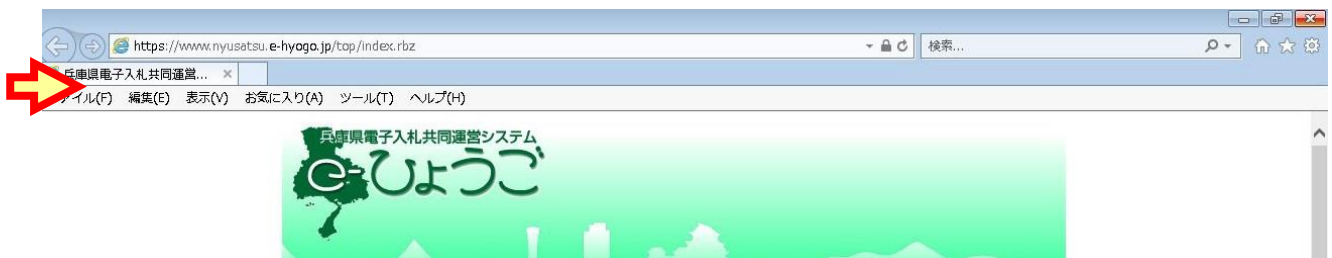 https://www.nyusatsu.e-hyogo.jp/top/index.rbz
検索...
兵庫県電子入札共同運営... ×
アイル(F) 編集(E) 表示(V) お気に入り(A) ツール(T) ヘルプ(H)
兵庫県電子入札共同運営システム
e-ひょうご